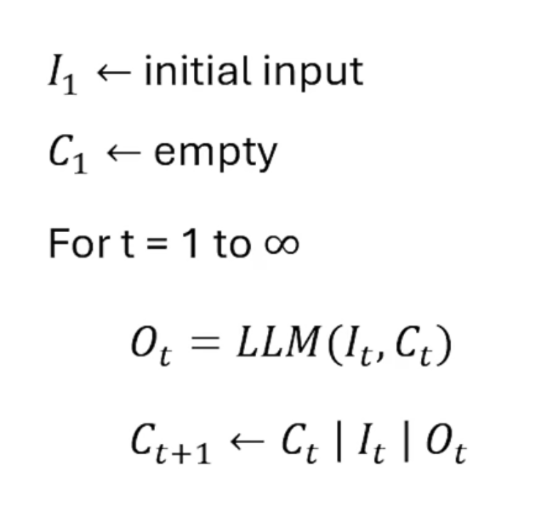 I₁ ← initial input
C₁ ← empty
For t = 1 to ∞
Oₜ = LLM(Iₜ, Cₜ)
Cₜ₊₁ ← Cₜ | Iₜ | Oₜ